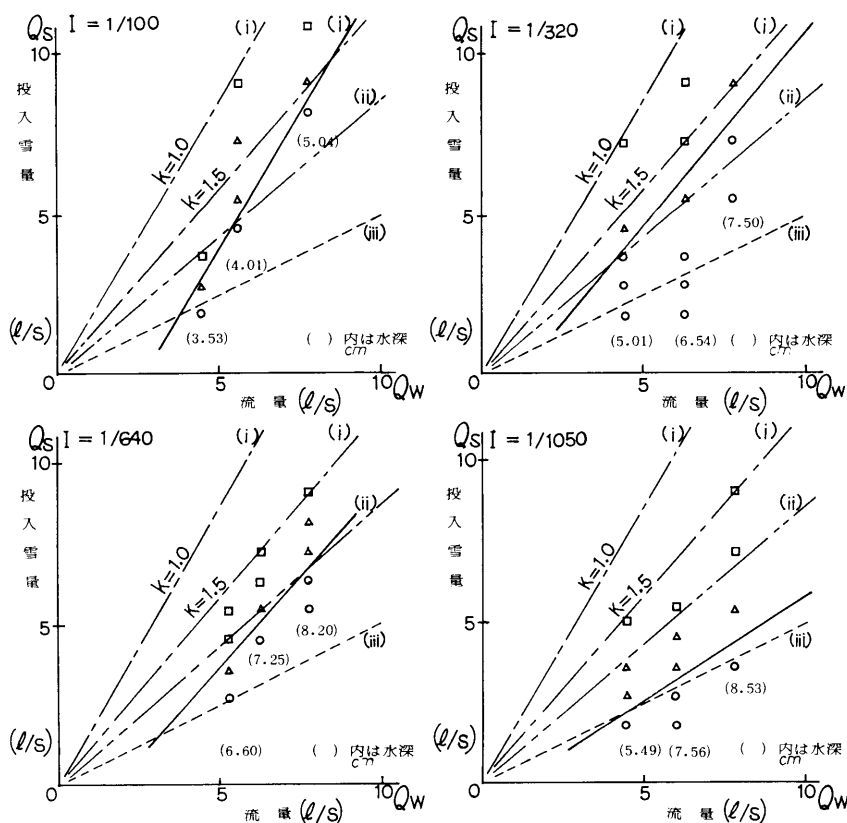 Qs I = 1/100 (i) (i)
10
投入雪量
(ii)
K=1.0
K=1.5
(5.04)
5
(iii)
(4.01)
(ℓ/S)
(3.53) ( ) 内は水深
cm
0 5 10 Qw
流量 (ℓ/S)
Qs I = 1/320 (i) (i)
10
投入雪量
(ii)
K=1.0
K=1.5
5
(7.50)
(iii)
(ℓ/S)
(5.01) (6.54) ( ) 内は水深
cm
0 5 10 Qw
流量 (ℓ/S)
Qs I = 1/640 (i) (i)
10
投入雪量
(ii)
K=1.0
K=1.5
5
(8.20)
(7.25)
(iii)
(ℓ/S)
(6.60) ( ) 内は水深
cm
0 5 10 Qw
流量 (ℓ/S)
Qs I = 1/1050 (i) (i)
10
投入雪量
(ii)
K=1.0
K=1.5
5
(iii)
(8.53)
(ℓ/S)
(5.49) (7.56) ( ) 内は水深
cm
0 5 10 Qw
流量 (ℓ/S)